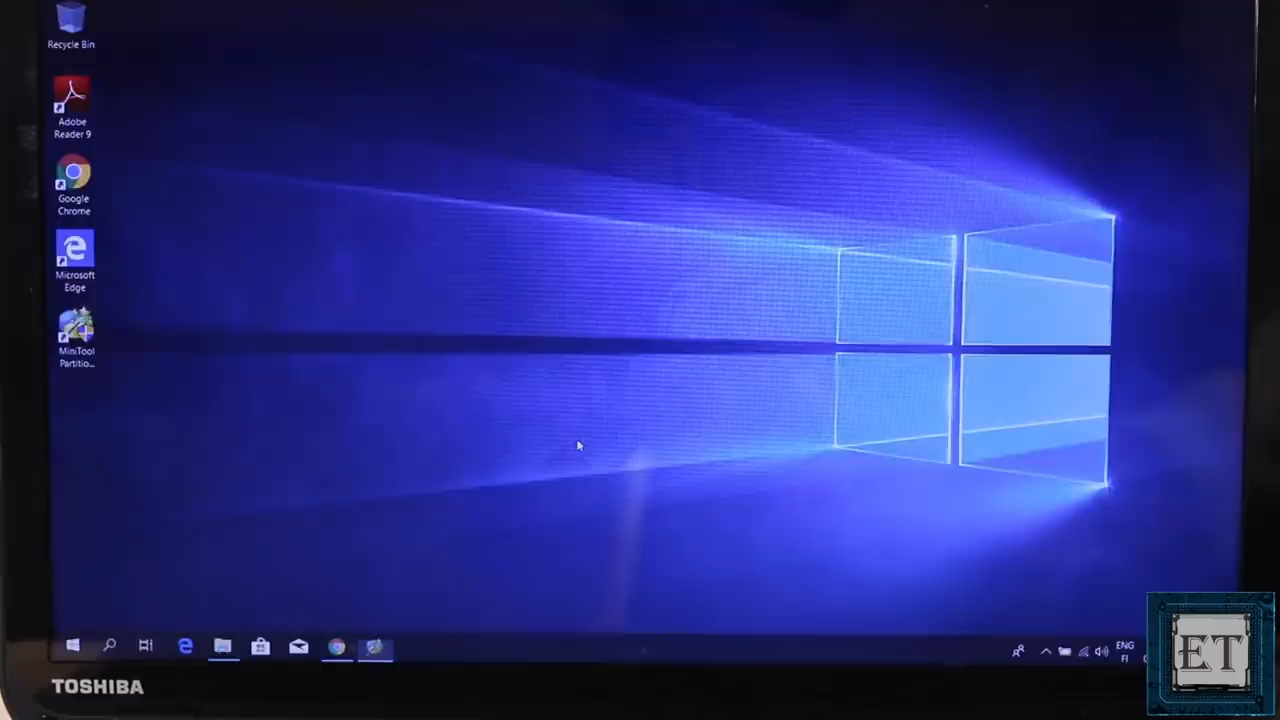 Recycle Bin
Adobe
Reader 9
Google
Chrome
Microsoft
Edge
MiniTool
Partitio...
ENG
FI
TOSHIBA
ET